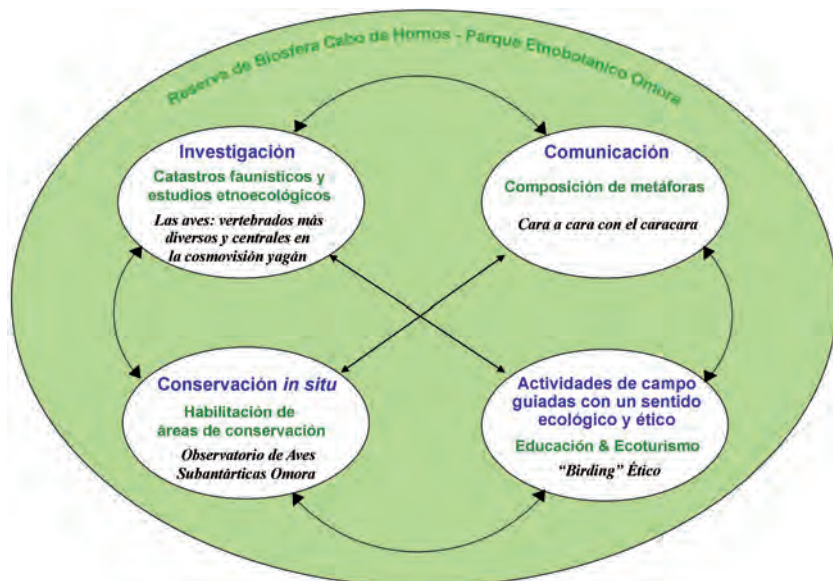 Reserva de Biosfera Cabo de Hornos - Parque Etnobotánico Omora
Investigación
Catastros faunísticos y
estudios etnoecológicos
Las aves: vertebrados más
diversos y centrales en
la cosmovisión yagán
Comunicación
Composición de metáforas
Cara a cara con el caracara
Conservación in situ
Habilitación de
áreas de conservación
Observatorio de Aves
Subantárticas Omora
Actividades de campo
guiadas con un sentido
ecológico y ético
Educación & Ecoturismo
“Birding” Ético